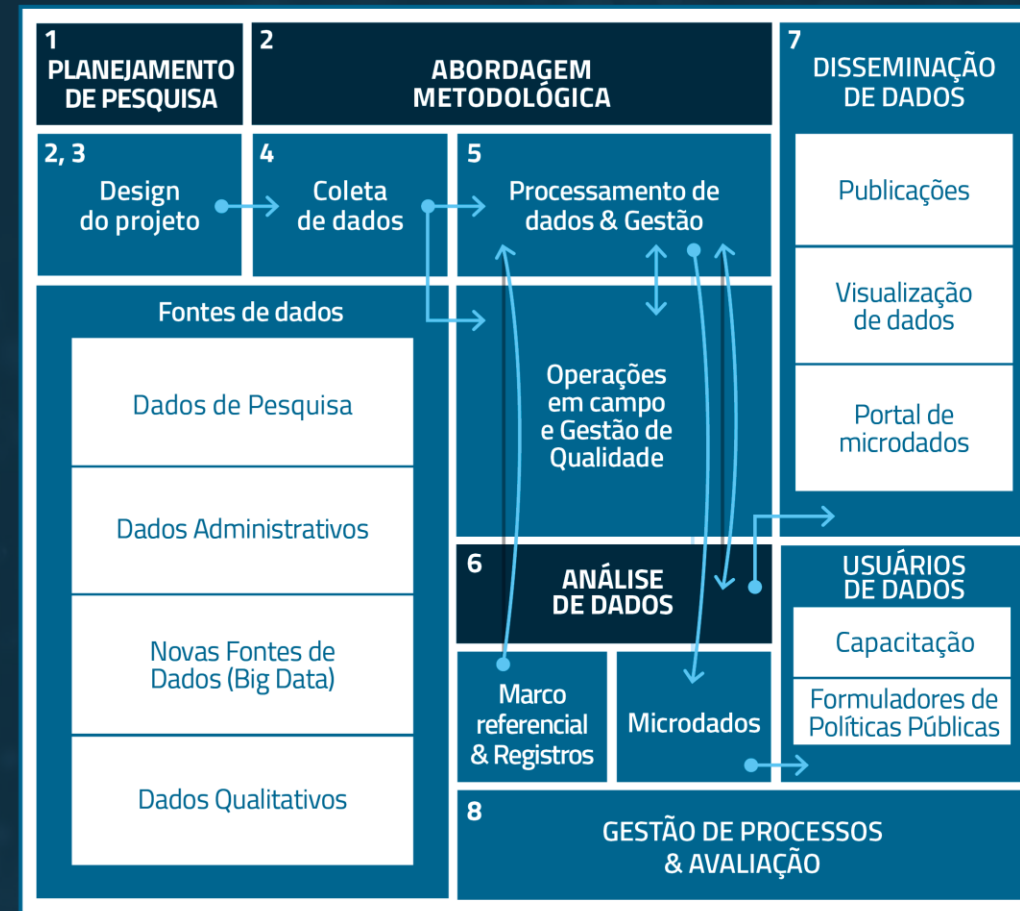 1
PLANEJAMENTO
DE PESQUISA
2
ABORDAGEM
METODOLÓGICA
2, 3
Design
do projeto
4
Coleta
de dados
5
Processamento de
dados & Gestão
Fontes de dados
Dados de Pesquisa
Dados Administrativos
Novas Fontes de
Dados (Big Data)
Dados Qualitativos
Operações
em campo
e Gestão de
Qualidade
6
ANÁLISE
DE DADOS
Marco
referencial
& Registros
Microdados
7
DISSEMINAÇÃO
DE DADOS
Publicações
Visualização
de dados
Portal de
microdados
USUÁRIOS
DE DADOS
Capacitação
Formuladores de
Políticas Públicas
8
GESTÃO DE PROCESSOS
& AVALIAÇÃO